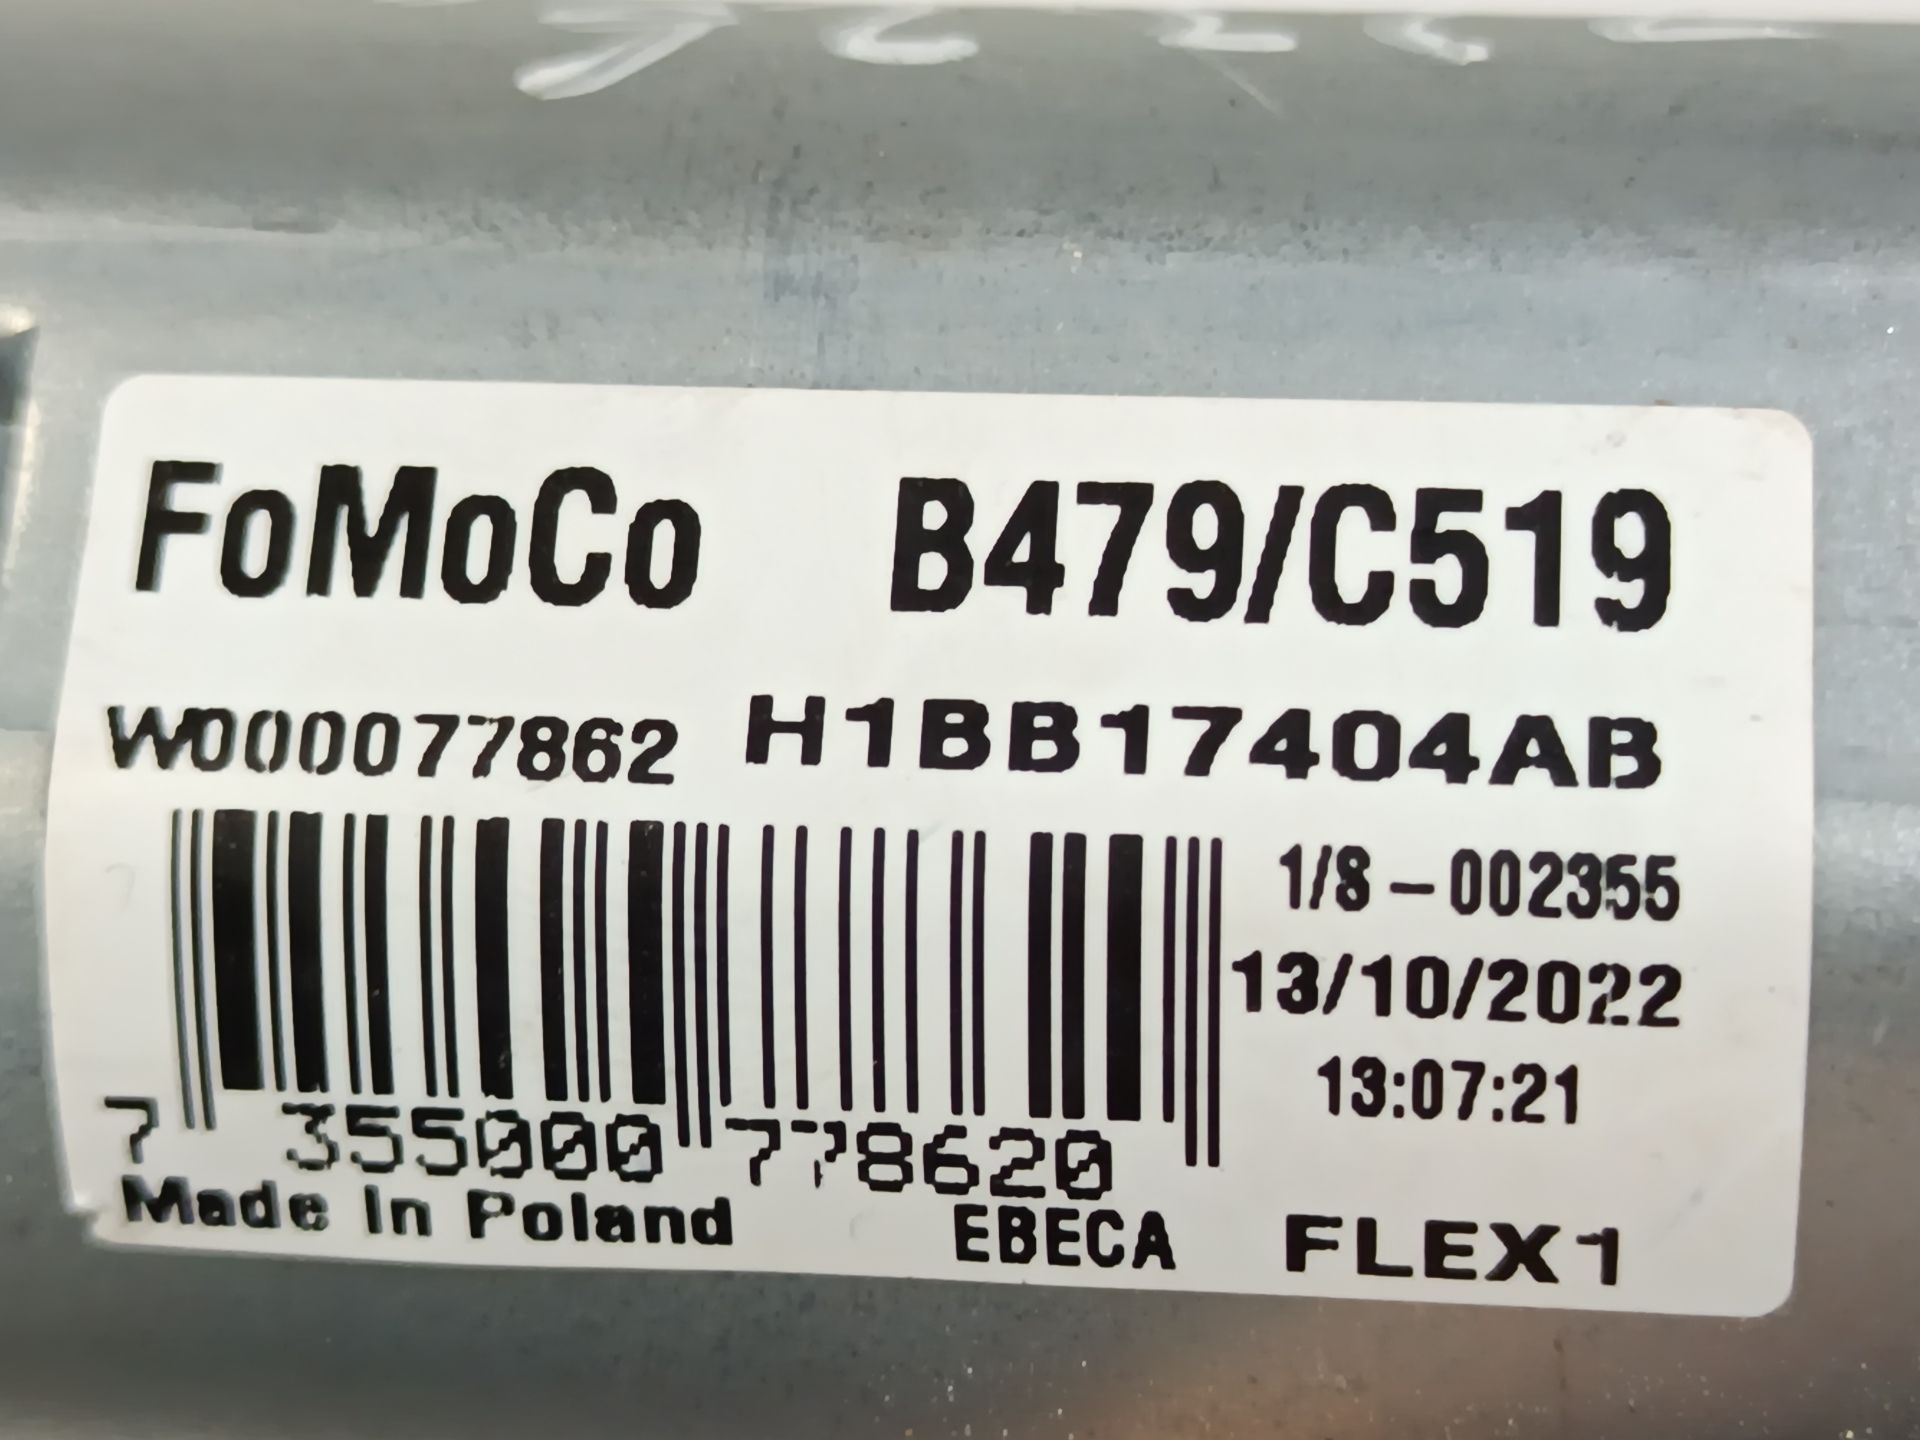 FoMoCo B479/C519
W000077862 H1BB17404AB
1/8-002355
13/10/2022
13:07:21
7 355000 778620
Made In Poland EBECA FLEX1